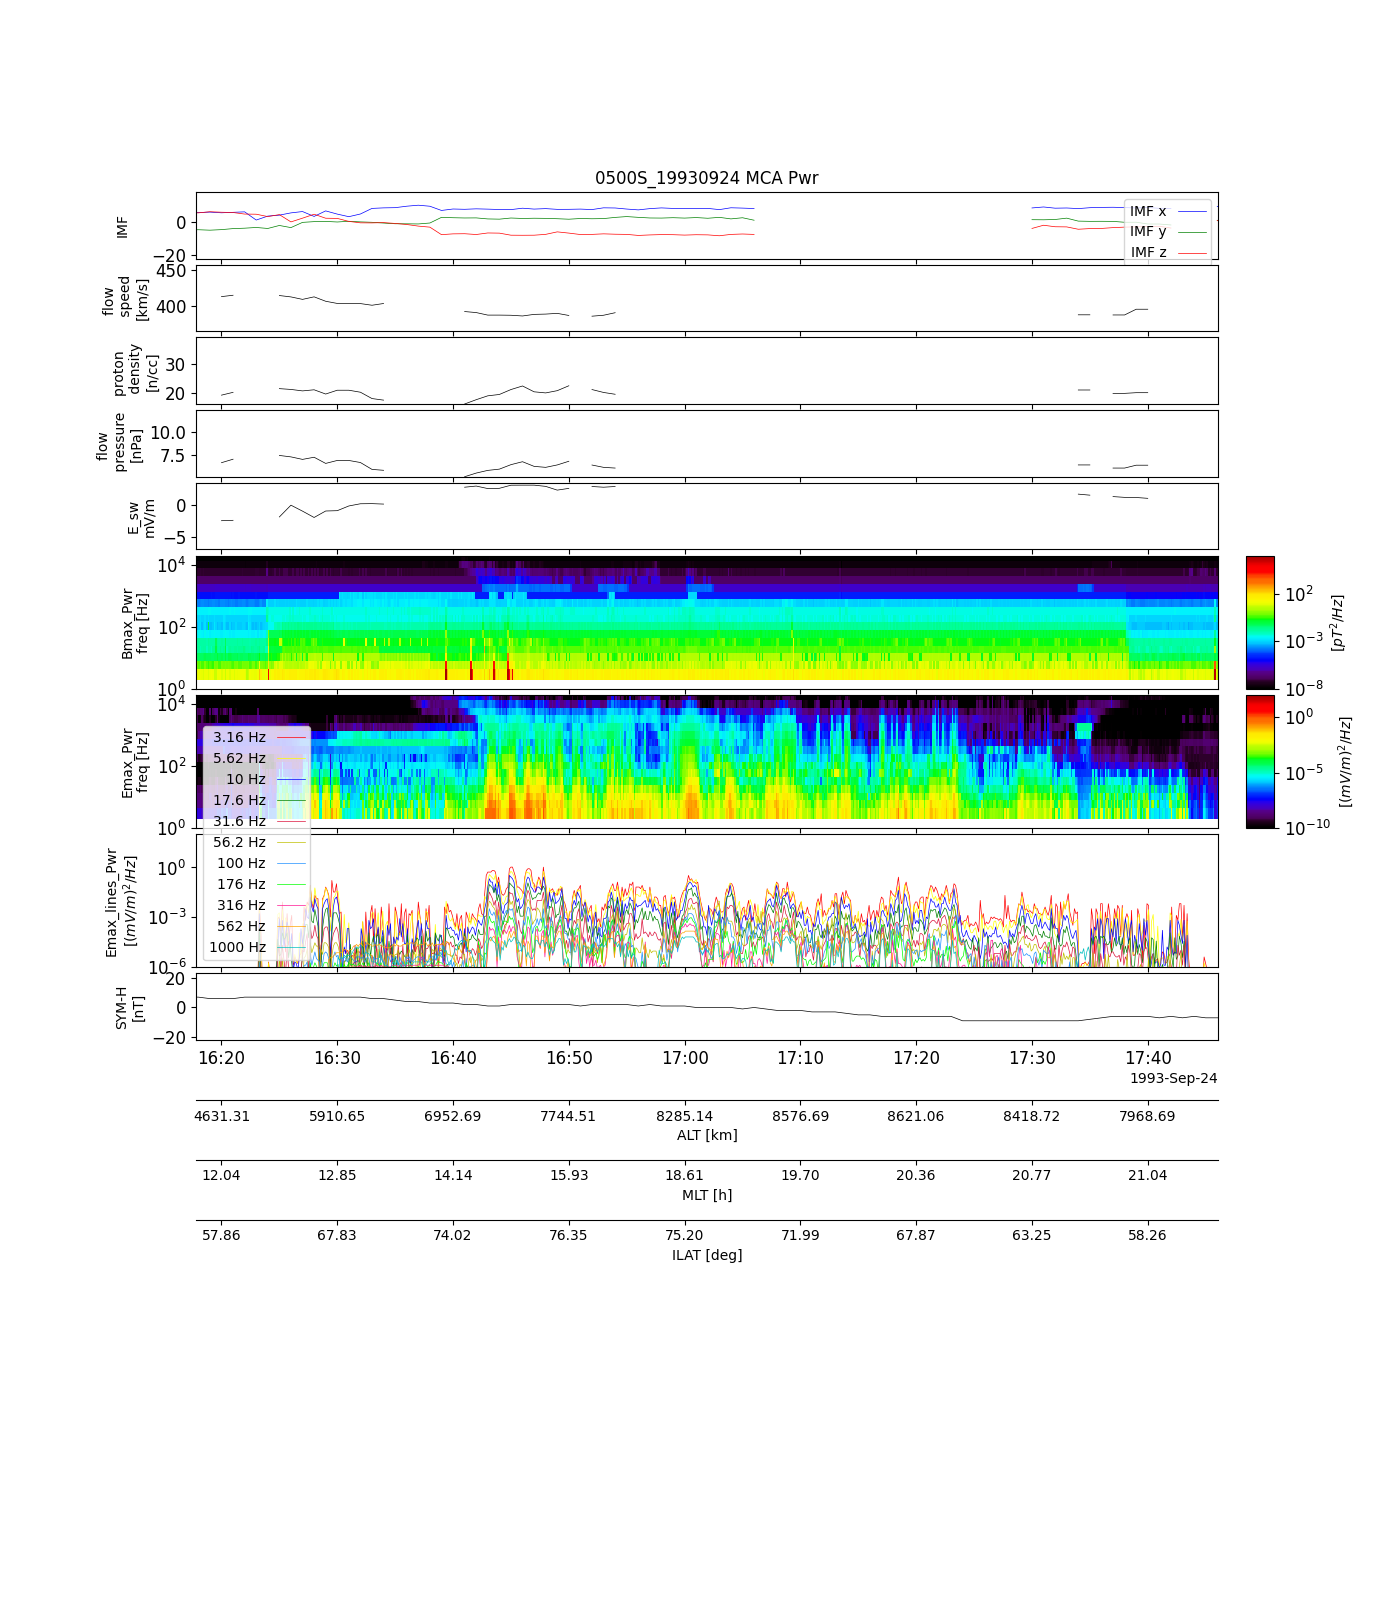 0500S_19930924 MCA Pwr
IMF
0
−20
IMF x
IMF y
IMF z
flow
speed
[km/s]
450
400
proton
density
[n/cc]
30
20
flow
pressure
[nPa]
10.0
7.5
E_sw
mV/m
0
−5
Bmax_Pwr
freq [Hz]
10^4
10^2
10^0
10^2
10^−3
10^−8
[pT^2/Hz]
Emax_Pwr
freq [Hz]
10^4
10^2
10^0
10^0
10^−5
10^−10
[(mV/m)^2/Hz]
3.16 Hz
5.62 Hz
10 Hz
17.6 Hz
31.6 Hz
56.2 Hz
100 Hz
176 Hz
316 Hz
562 Hz
1000 Hz
Emax_lines_Pwr
[(mV/m)^2/Hz]
10^0
10^−3
10^−6
SYM-H
[nT]
20
0
−20
16:20 16:30 16:40 16:50 17:00 17:10 17:20 17:30 17:40
1993-Sep-24
4631.31 5910.65 6952.69 7744.51 8285.14 8576.69 8621.06 8418.72 7968.69
ALT [km]
12.04 12.85 14.14 15.93 18.61 19.70 20.36 20.77 21.04
MLT [h]
57.86 67.83 74.02 76.35 75.20 71.99 67.87 63.25 58.26
ILAT [deg]